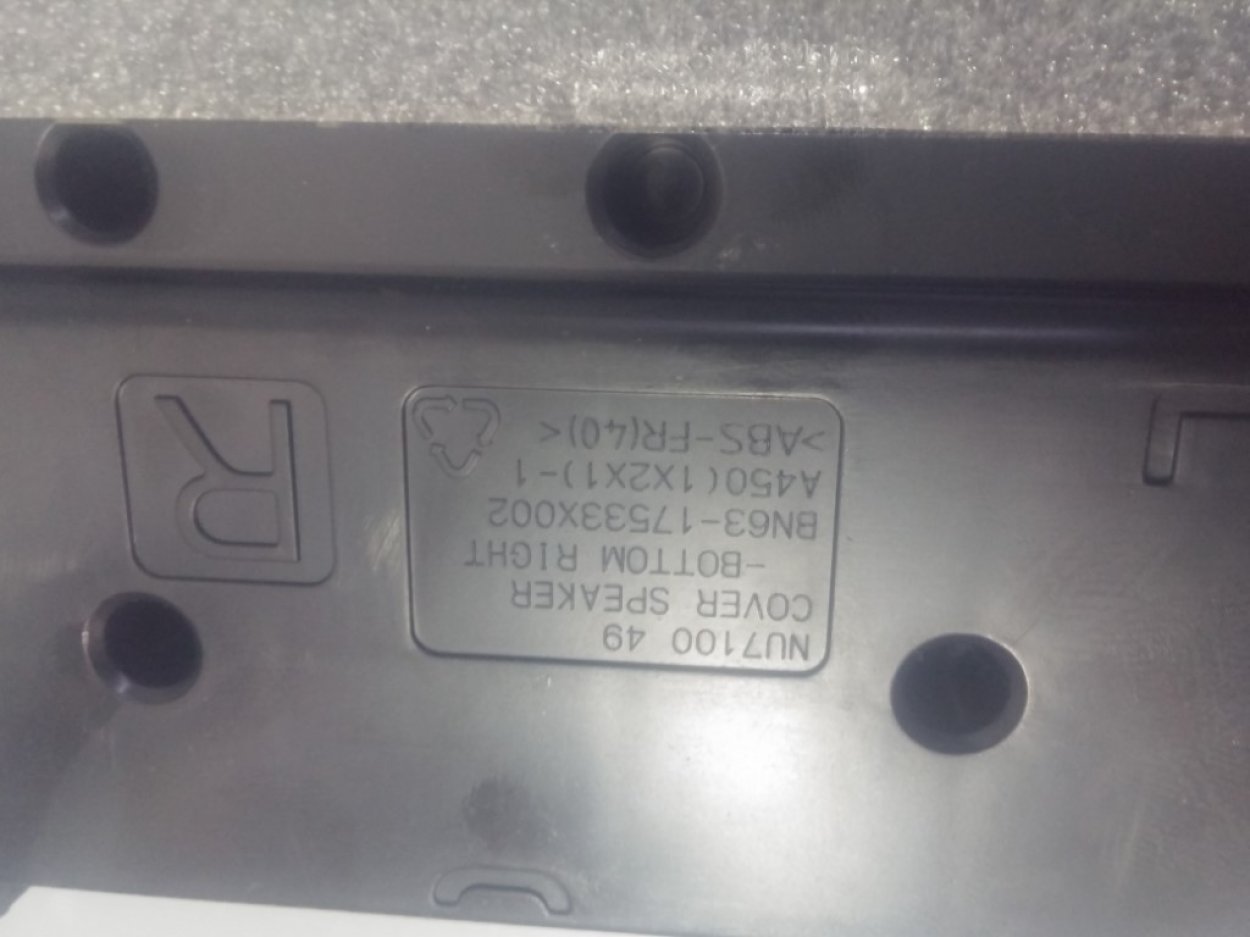 NU7100 49
COVER SPEAKER
-BOTTOM RIGHT
BN63-17533X002
A450(1X2X1)-1
>ABS-FR(40)<
R